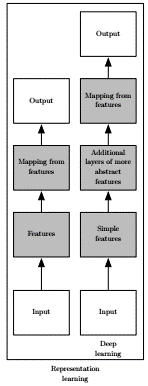 Output
Output
Mapping from
features
Mapping from
features
Additional
layers of more
abstract
features
Features
Simple
features
Input
Input
Deep
learning
Representation
learning